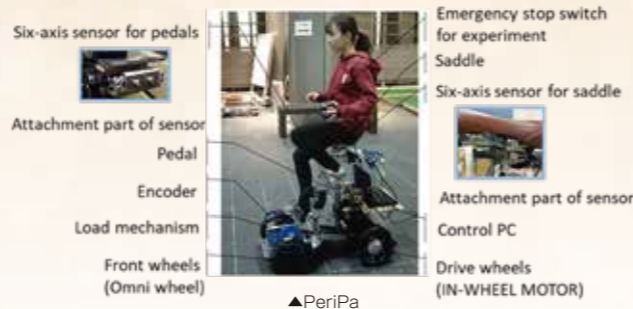 Six-axis sensor for pedals
Attachment part of sensor
Pedal
Encoder
Load mechanism
Front wheels
(Omni wheel)
Emergency stop switch
for experiment
Saddle
Six-axis sensor for saddle
Attachment part of sensor
Control PC
Drive wheels
(IN-WHEEL MOTOR)
▲PeriPa